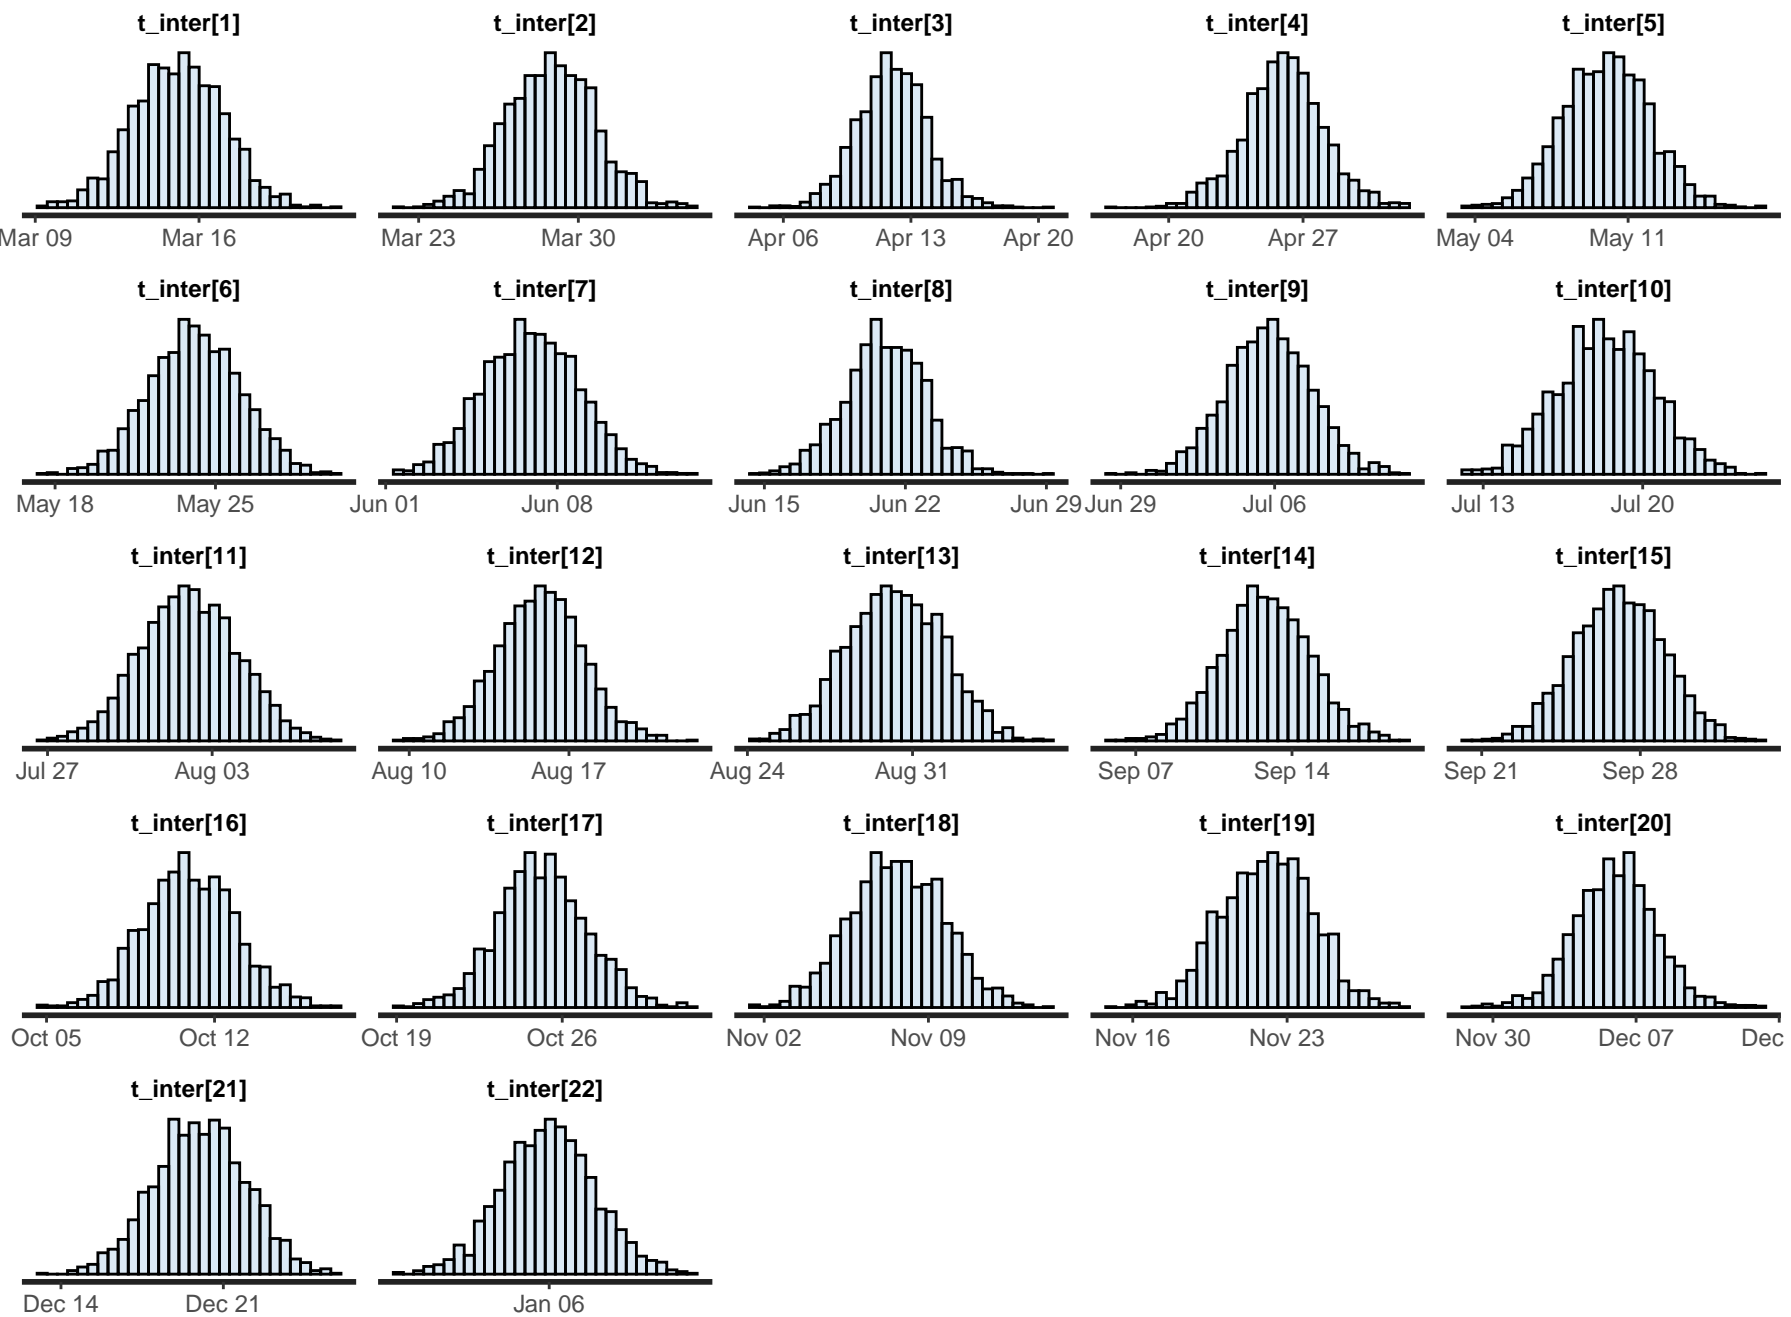 t_inter[1] t_inter[2] t_inter[3] t_inter[4] t_inter[5]
Mar 09 Mar 16 Mar 23 Mar 30 Apr 06 Apr 13 Apr 20 Apr 20 Apr 27 May 04 May 11
t_inter[6] t_inter[7] t_inter[8] t_inter[9] t_inter[10]
May 18 May 25 Jun 01 Jun 08 Jun 15 Jun 22 Jun 29 Jun 29 Jul 06 Jul 13 Jul 20
t_inter[11] t_inter[12] t_inter[13] t_inter[14] t_inter[15]
Jul 27 Aug 03 Aug 10 Aug 17 Aug 24 Aug 31 Sep 07 Sep 14 Sep 21 Sep 28
t_inter[16] t_inter[17] t_inter[18] t_inter[19] t_inter[20]
Oct 05 Oct 12 Oct 19 Oct 26 Nov 02 Nov 09 Nov 16 Nov 23 Nov 30 Dec 07 Dec
t_inter[21] t_inter[22]
Dec 14 Dec 21 Jan 06